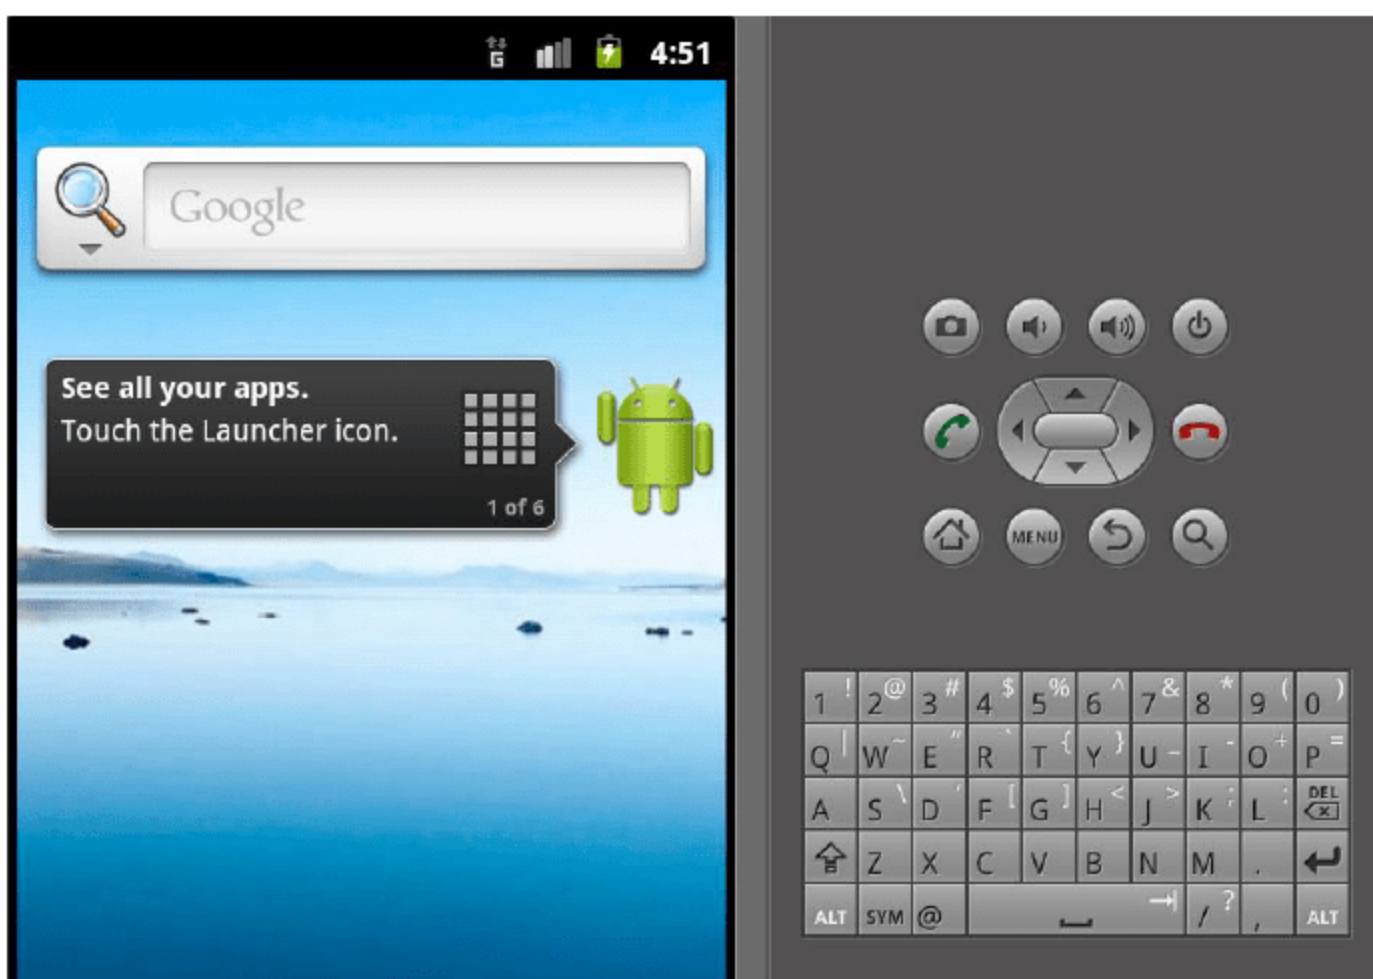 G 4:51
Google
See all your apps.
Touch the Launcher icon.
1 of 6
MENU
1 ! 2 @ 3 # 4 $ 5 % 6 ^ 7 & 8 * 9 ( 0 )
Q | W ~ E " R ` T { Y } U _ I - O + P =
A S \ D ' F [ G ] H < J > K ; L : DEL
Z X C V B N M .
ALT SYM @ / ? , ALT